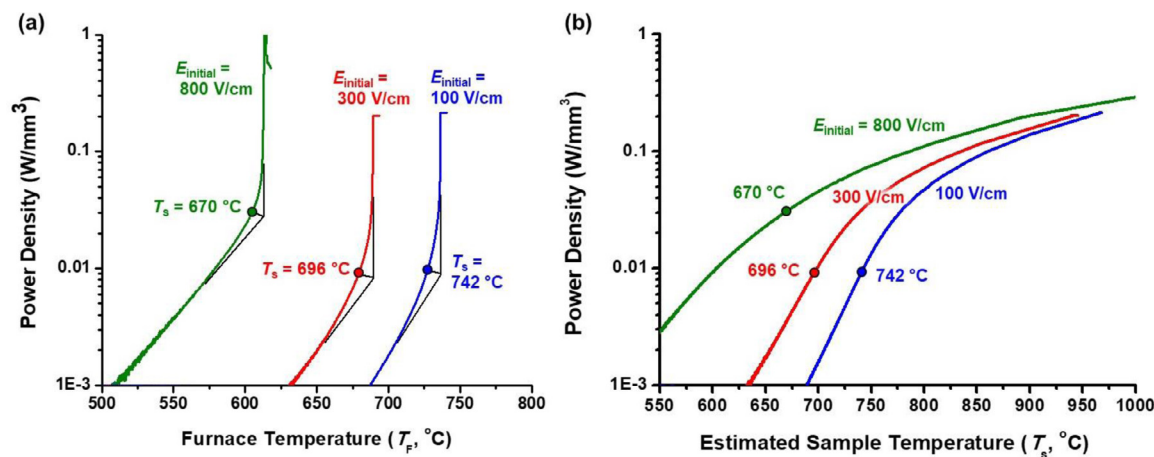 (a)
1
0.1
0.01
1E-3
Power Density (W/mm³)
E_initial =
800 V/cm
E_initial =
300 V/cm
E_initial =
100 V/cm
T_s = 670 °C
T_s = 696 °C
T_s =
742 °C
500 550 600 650 700 750 800
Furnace Temperature (T_F, °C)
(b)
1
0.1
0.01
1E-3
Power Density (W/mm³)
E_initial = 800 V/cm
670 °C
300 V/cm
100 V/cm
696 °C
742 °C
550 600 650 700 750 800 850 900 950 1000
Estimated Sample Temperature (T_s, °C)